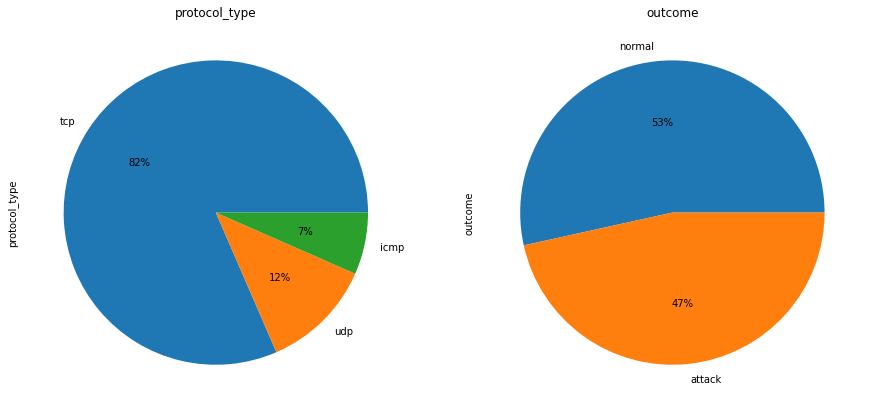 protocol_type
tcp
82%
protocol_type
7%
icmp
12%
udp
outcome
normal
53%
outcome
47%
attack